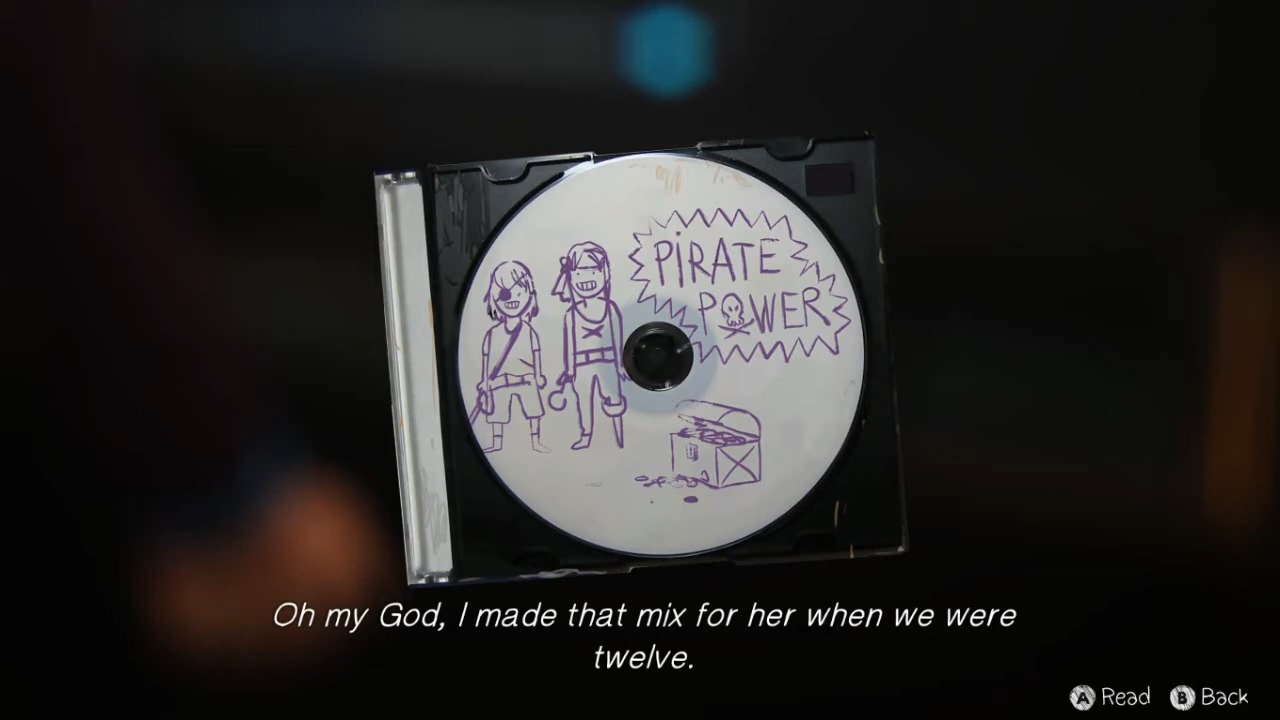 PiRATE
POWER
Oh my God, I made that mix for her when we were
twelve.
A Read B Back